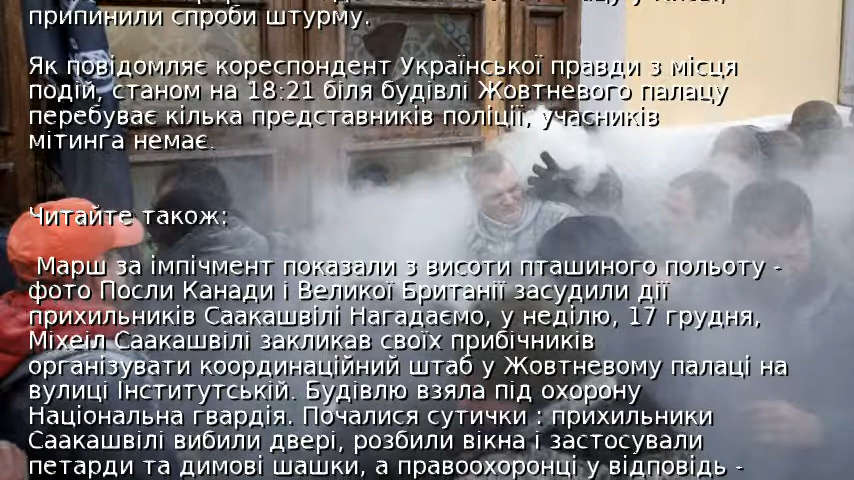 припинили спроби штурму.
Як повідомляє кореспондент Української правди з місця
подій, станом на 18:21 біля будівлі Жовтневого палацу
перебуває кілька представників поліції, учасників
мітинга немає.
Читайте також:
Марш за імпічмент показали з висоти пташиного польоту -
фото Посли Канади і Великої Британії засудили дії
прихильників Саакашвілі Нагадаємо, у неділю, 17 грудня,
Міхеіл Саакашвілі закликав своїх прибічників
організувати координаційний штаб у Жовтневому палаці на
вулиці Інститутській. Будівлю взяла під охорону
Національна гвардія. Почалися сутички : прихильники
Саакашвілі вибили двері, розбили вікна і застосували
петарди та димові шашки, а правоохоронці у відповідь -